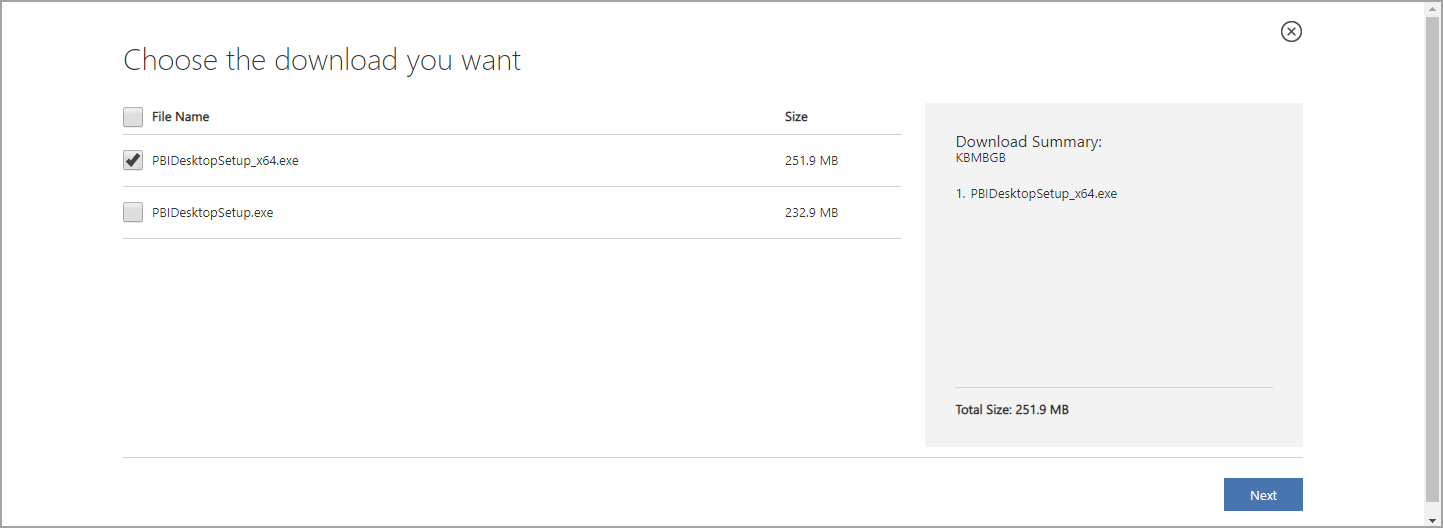 Choose the download you want
File Name Size
PBIDesktopSetup_x64.exe 251.9 MB
PBIDesktopSetup.exe 232.9 MB
Download Summary:
KBMBGB
1. PBIDesktopSetup_x64.exe
Total Size: 251.9 MB
Next